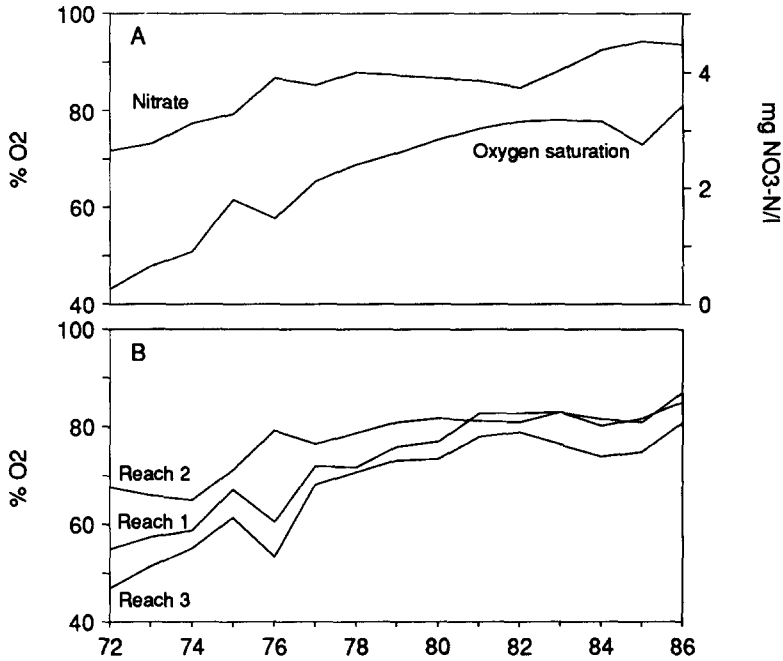 100
80
60
40
% O2
A
Nitrate
Oxygen saturation
4
2
0
mg NO3-N/l
100
80
60
40
% O2
B
Reach 2
Reach 1
Reach 3
72 74 76 78 80 82 84 86